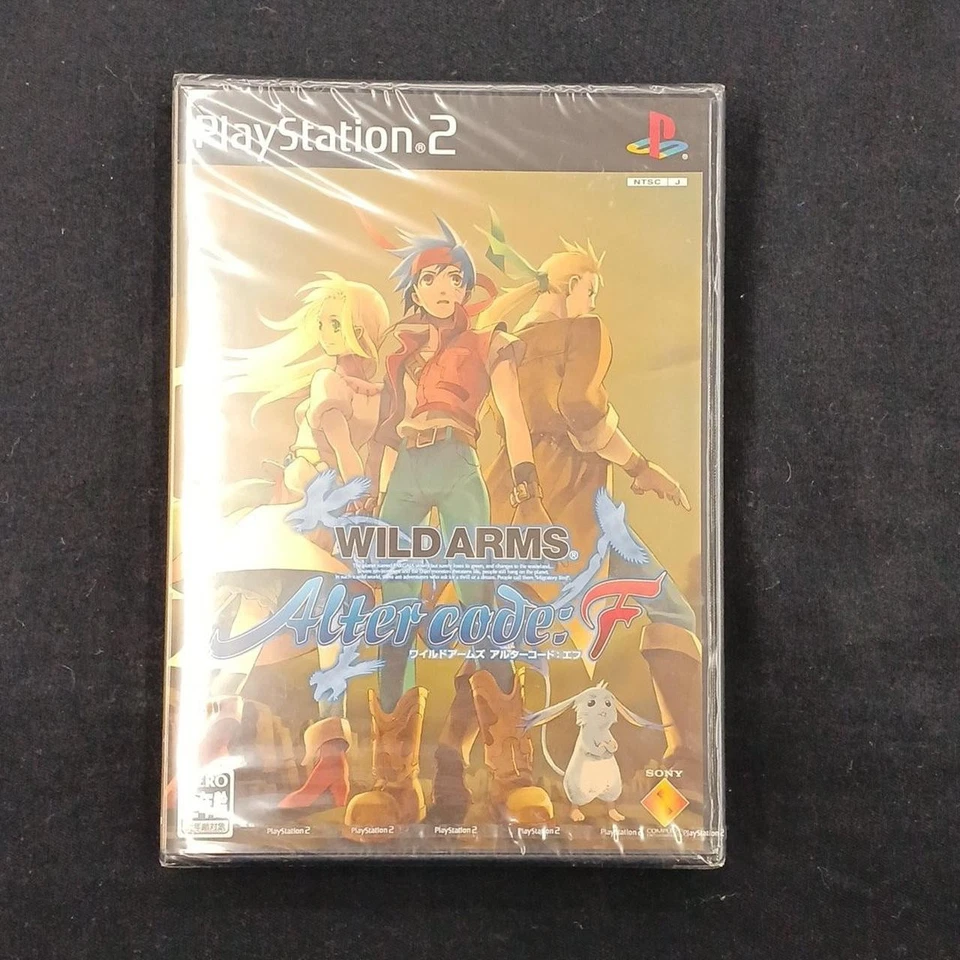 PlayStation®2
NTSC J
WILD ARMS®
Alter code: F
ワイルドアームズ アルターコード:エフ
SONY
PlayStation 2 PlayStation 2 PlayStation 2 PlayStation 2 PlayStation 2 PlayStation 2